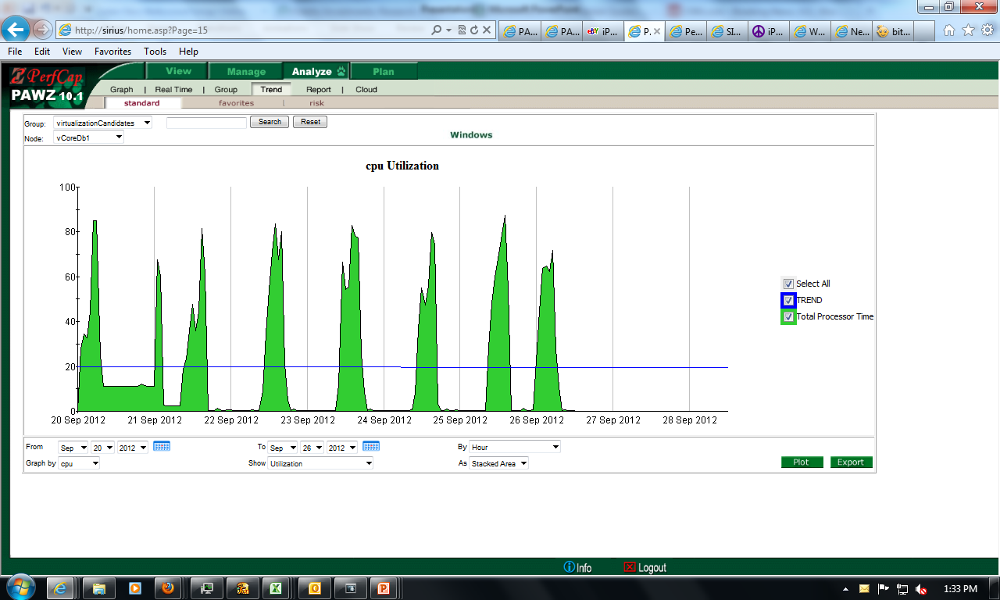 http://sirius/home.asp?Page=15
PA... PA... iP... P. Pe... SI... iP... W... Ne... bit...
File Edit View Favorites Tools Help
PerfCap
PAWZ 10.1
View Manage Analyze Plan
Graph | Real Time | Group | Trend | Report | Cloud
standard favorites | risk
Group: virtualizationCandidates Search Reset
Node: vCoreDb1
Windows
cpu Utilization
100
80
60
40
20
0
Select All
TREND
Total Processor Time
20 Sep 2012 21 Sep 2012 22 Sep 2012 23 Sep 2012 24 Sep 2012 25 Sep 2012 26 Sep 2012 27 Sep 2012 28 Sep 2012
From Sep 20 2012 To Sep 26 2012 By Hour
Graph by cpu Show Utilization As Stacked Area Plot Export
Info Logout
1:33 PM